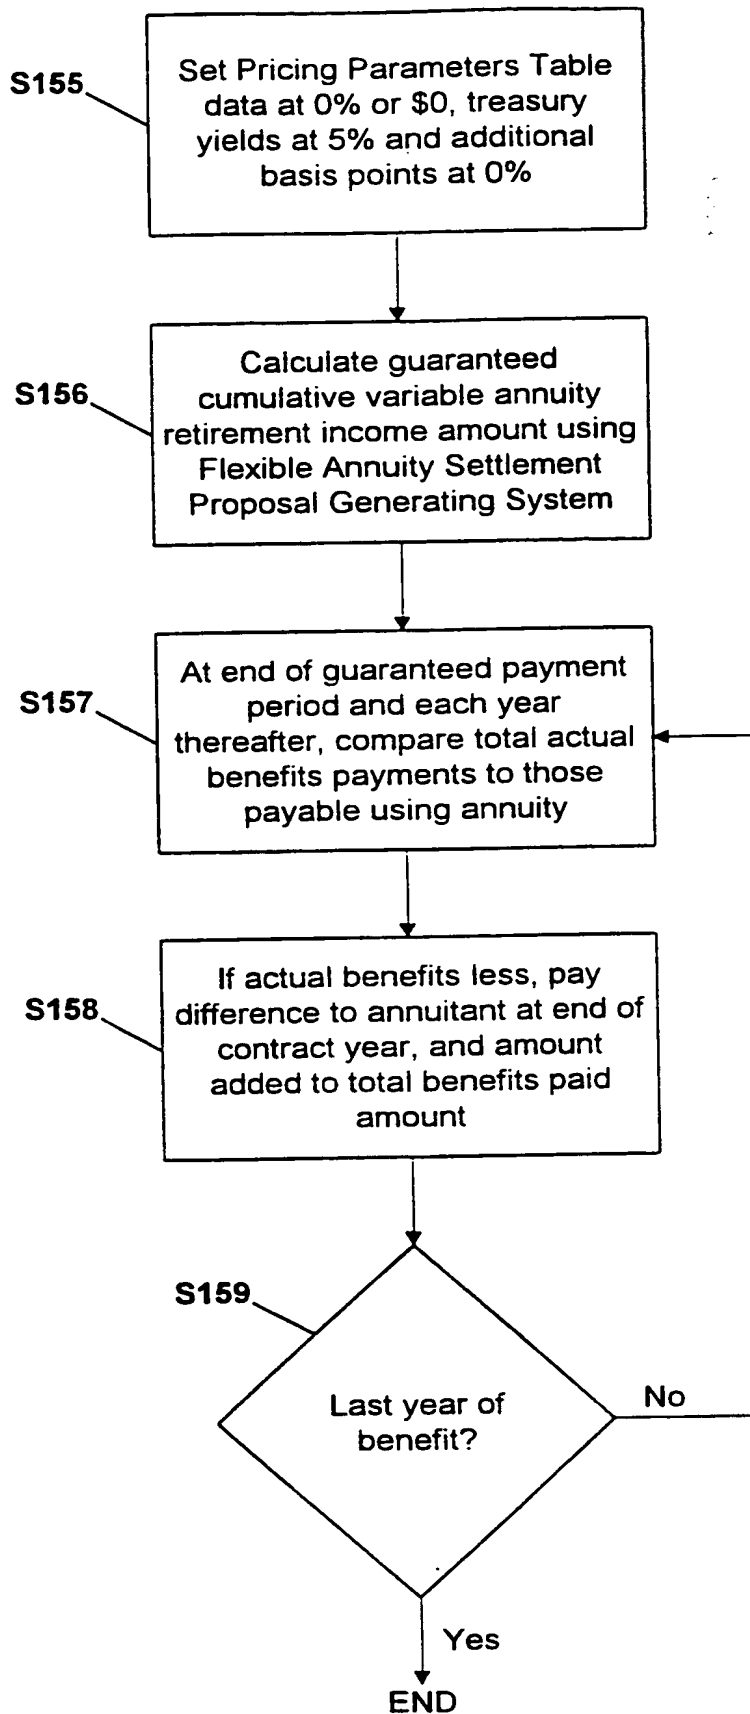 S155
Set Pricing Parameters Table
data at 0% or $0, treasury
yields at 5% and additional
basis points at 0%
S156
Calculate guaranteed
cumulative variable annuity
retirement income amount using
Flexible Annuity Settlement
Proposal Generating System
S157
At end of guaranteed payment
period and each year
thereafter, compare total actual
benefits payments to those
payable using annuity
S158
If actual benefits less, pay
difference to annuitant at end of
contract year, and amount
added to total benefits paid
amount
S159
Last year of
benefit?
No
Yes
END